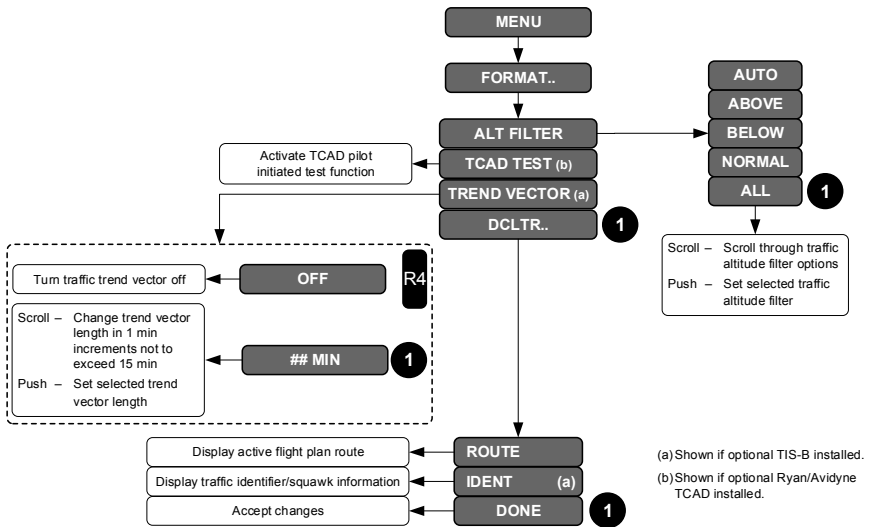 MENU
FORMAT..
ALT FILTER
TCAD TEST (b)
TREND VECTOR (a)
DCLTR..
1
AUTO
ABOVE
BELOW
NORMAL
ALL
1
Scroll – Scroll through traffic
altitude filter options
Push – Set selected traffic
altitude filter
Activate TCAD pilot
initiated test function
Turn traffic trend vector off
OFF
R4
Scroll – Change trend vector
length in 1 min
increments not to
exceed 15 min
Push – Set selected trend
vector length
## MIN
1
Display active flight plan route
ROUTE
Display traffic identifier/squawk information
IDENT (a)
Accept changes
DONE
1
(a) Shown if optional TIS-B installed.
(b) Shown if optional Ryan/Avidyne
TCAD installed.